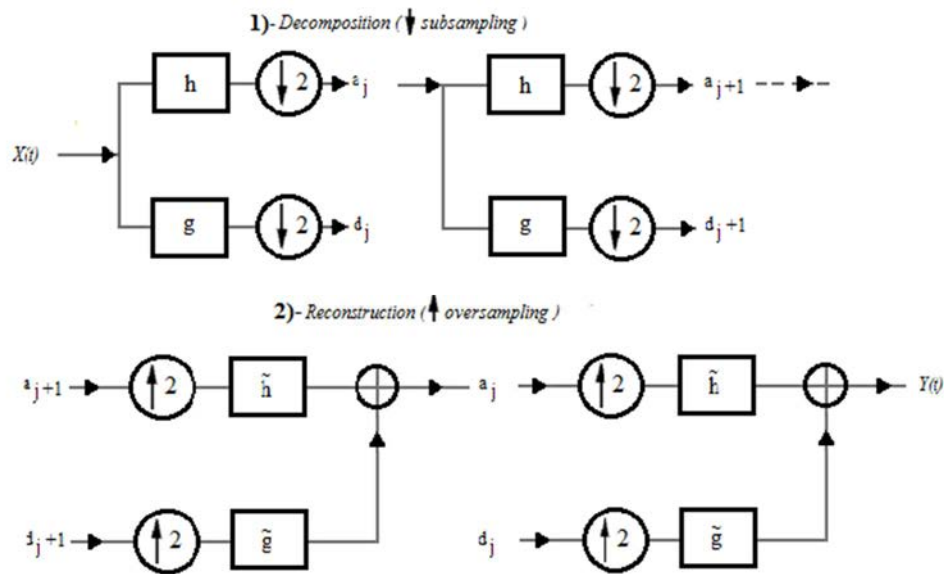 1)- Decomposition (↓ subsampling )
h ↓ 2 a j h ↓ 2 a j+1
X(t)
g ↓ 2 d j g ↓ 2 d j+1
2)- Reconstruction (↑ oversampling )
a j+1 ↑ 2 h̃ a j ↑ 2 h̃ Y(t)
d j+1 ↑ 2 g̃ d j ↑ 2 g̃